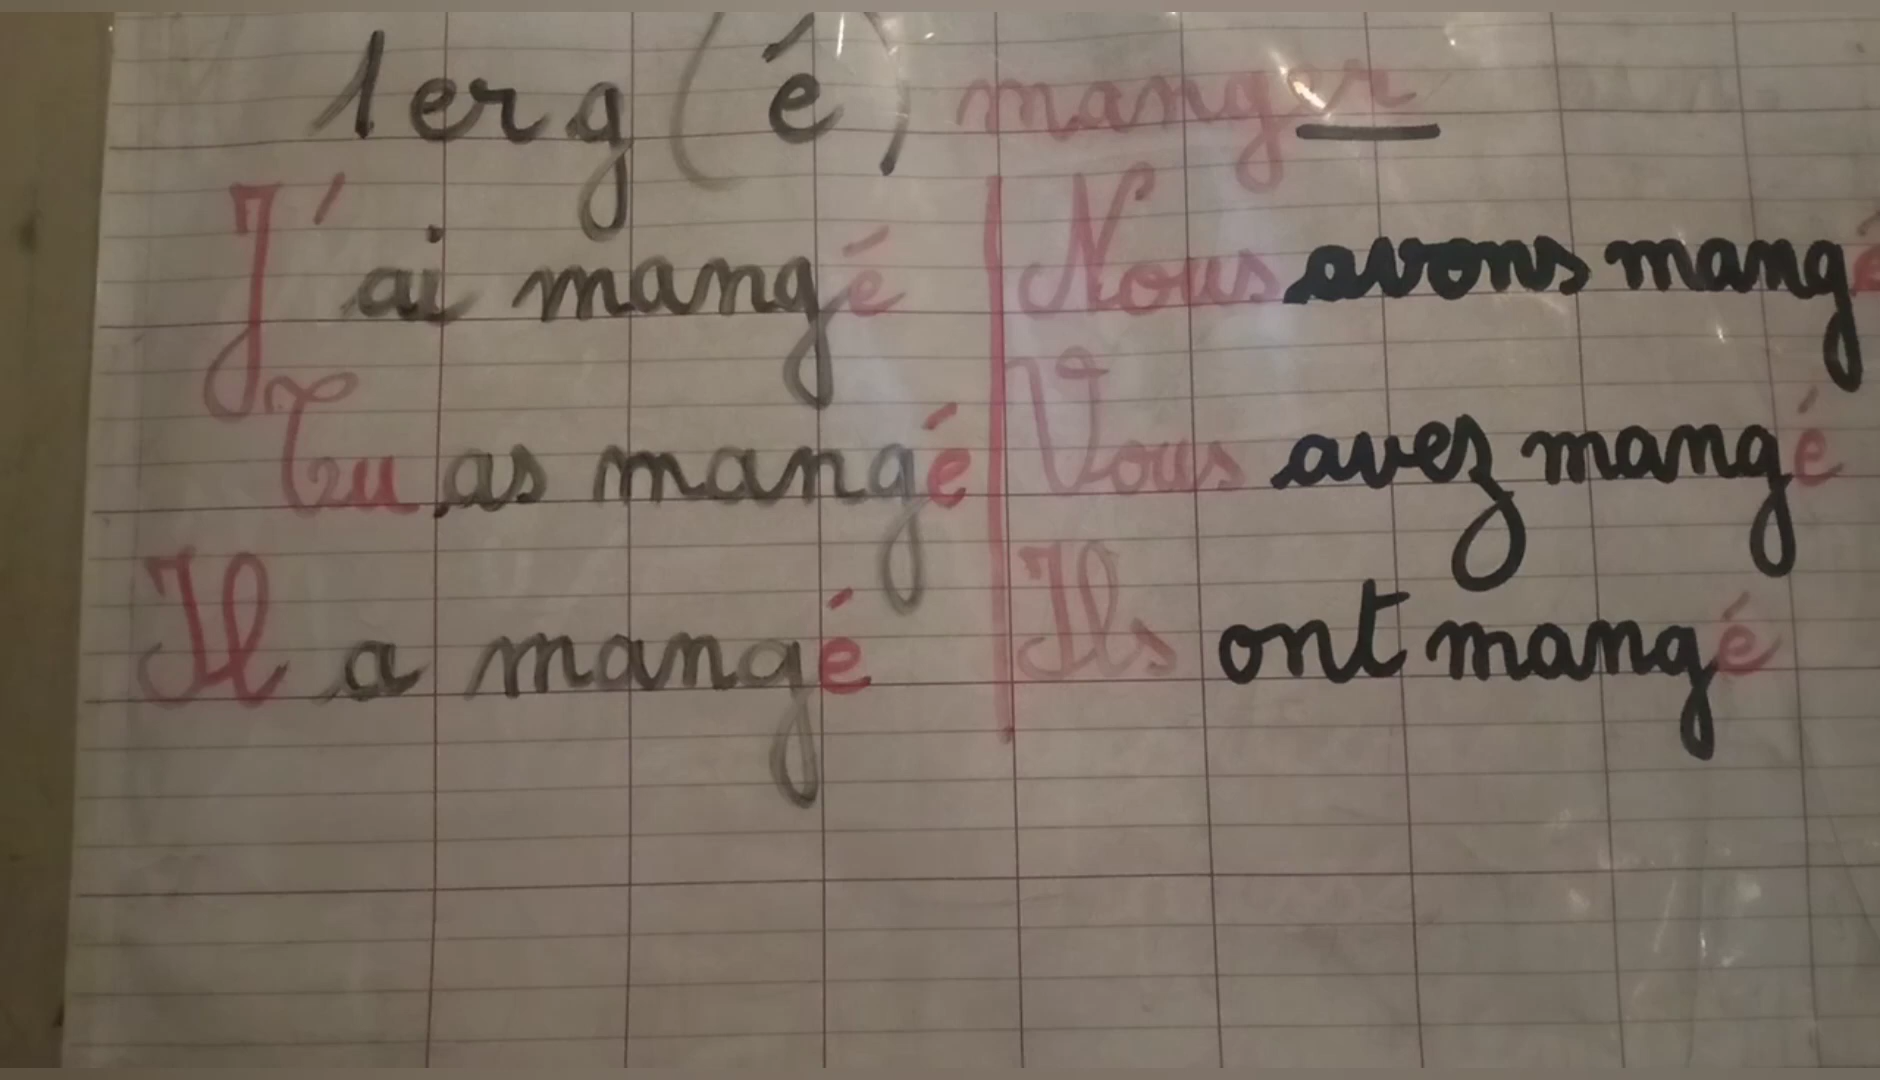 1er g ( é ) manger
J'ai mangé Nous avons mangé
Tu as mangé Vous avez mangé
Il a mangé Ils ont mangé